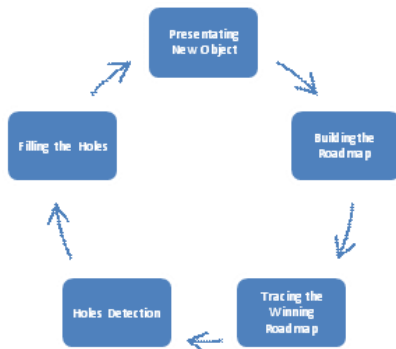 Presentating
New Object
Building the
Roadmap
Tracing the
Winning
Roadmap
Holes Detection
Filling the Holes